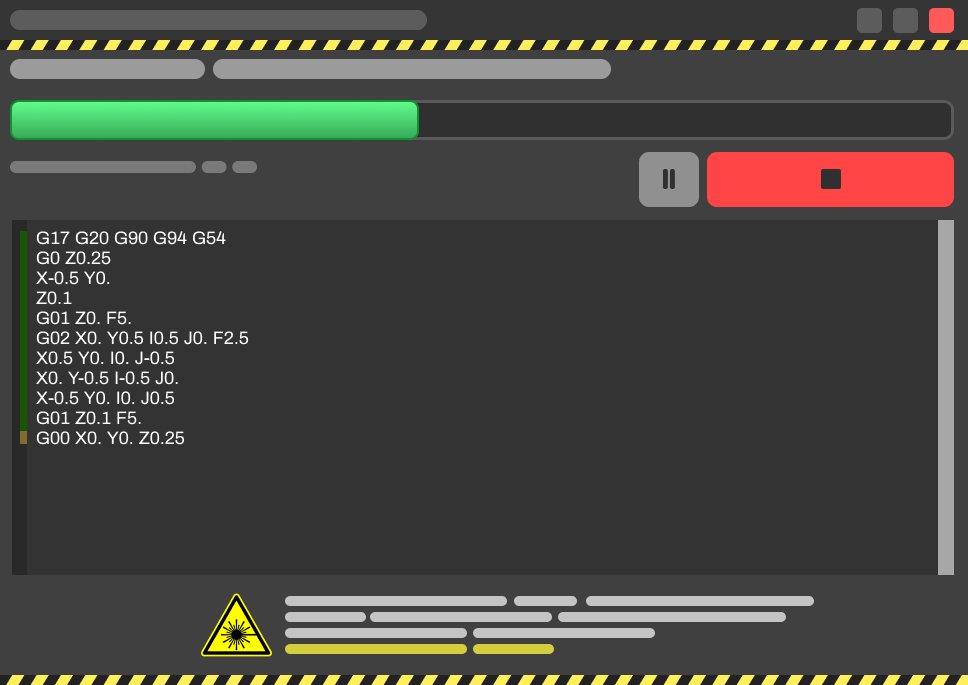 G17 G20 G90 G94 G54
G0 Z0.25
X-0.5 Y0.
Z0.1
G01 Z0. F5.
G02 X0. Y0.5 I0.5 J0. F2.5
X0.5 Y0. I0. J-0.5
X0. Y-0.5 I-0.5 J0.
X-0.5 Y0. I0. J0.5
G01 Z0.1 F5.
G00 X0. Y0. Z0.25